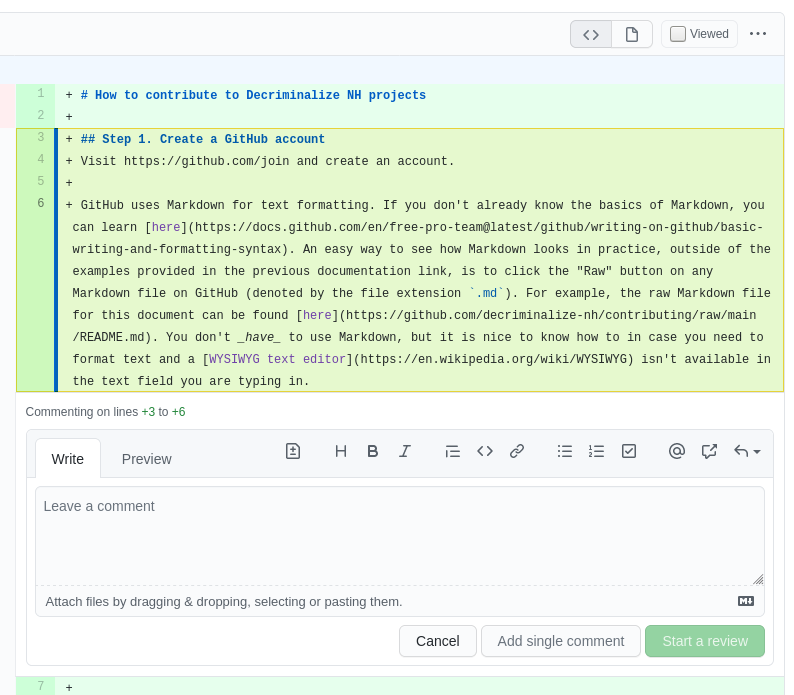 Viewed
1 + # How to contribute to Decriminalize NH projects
2 +
3 + ## Step 1. Create a GitHub account
4 + Visit https://github.com/join and create an account.
5 +
6 + GitHub uses Markdown for text formatting. If you don't already know the basics of Markdown, you
can learn [here](https://docs.github.com/en/free-pro-team@latest/github/writing-on-github/basic-
writing-and-formatting-syntax). An easy way to see how Markdown looks in practice, outside of the
examples provided in the previous documentation link, is to click the "Raw" button on any
Markdown file on GitHub (denoted by the file extension `.md`). For example, the raw Markdown file
for this document can be found [here](https://github.com/decriminalize-nh/contributing/raw/main
/README.md). You don't _have_ to use Markdown, but it is nice to know how to in case you need to
format text and a [WYSIWYG text editor](https://en.wikipedia.org/wiki/WYSIWYG) isn't available in
the text field you are typing in.
Commenting on lines +3 to +6
Write Preview
Leave a comment
Attach files by dragging & dropping, selecting or pasting them.
Cancel Add single comment Start a review
7 +